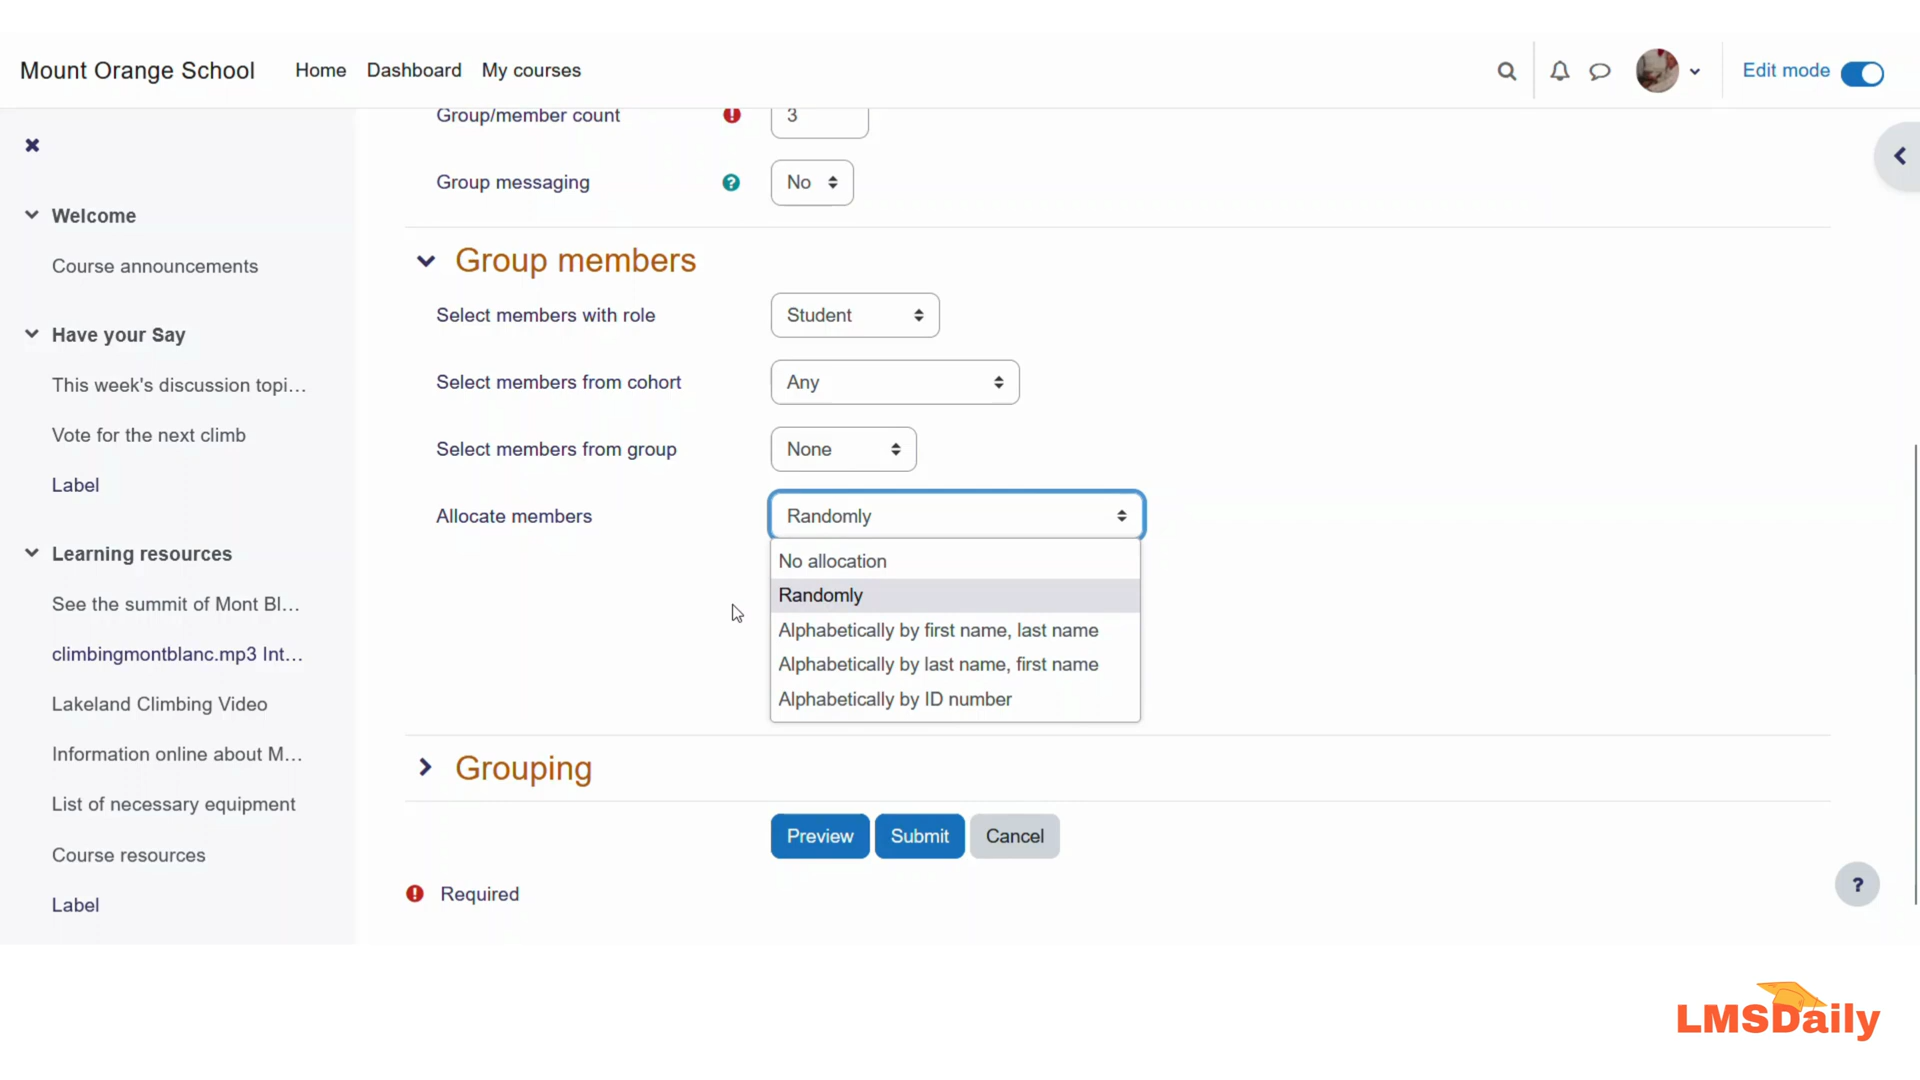 Mount Orange School Home Dashboard My courses Edit mode
Group/member count 3
Group messaging ? No
Group members
Select members with role Student
Select members from cohort Any
Select members from group None
Allocate members Randomly
No allocation
Randomly
Alphabetically by first name, last name
Alphabetically by last name, first name
Alphabetically by ID number
Grouping
Preview Submit Cancel
Required
Welcome
Course announcements
Have your Say
This week's discussion topi...
Vote for the next climb
Label
Learning resources
See the summit of Mont Bl...
climbingmontblanc.mp3 Int...
Lakeland Climbing Video
Information online about M...
List of necessary equipment
Course resources
Label
?
LMSDaily